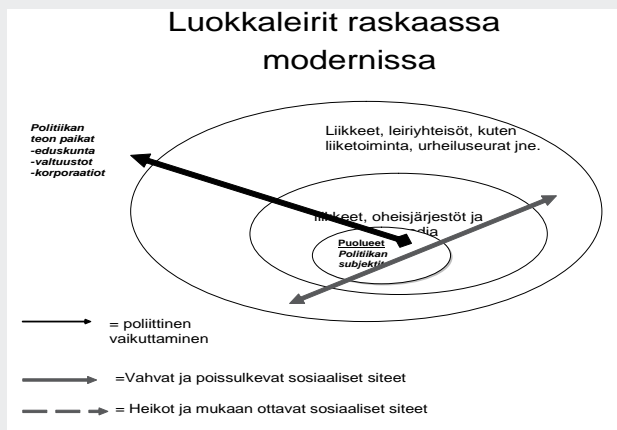 Luokkaleirit raskaassa
modernissa
Politiikan
teon paikat
-eduskunta
-valtuustot
-korporaatiot
Liikkeet, leiriyhteisöt, kuten
liiketoiminta, urheiluseurat jne.
liikkeet, oheisjärjestöt ja
Puolueet
Politiikan
= poliittinen
vaikuttaminen
=Vahvat ja poissulkevat sosiaaliset siteet
= Heikot ja mukaan ottavat sosiaaliset siteet